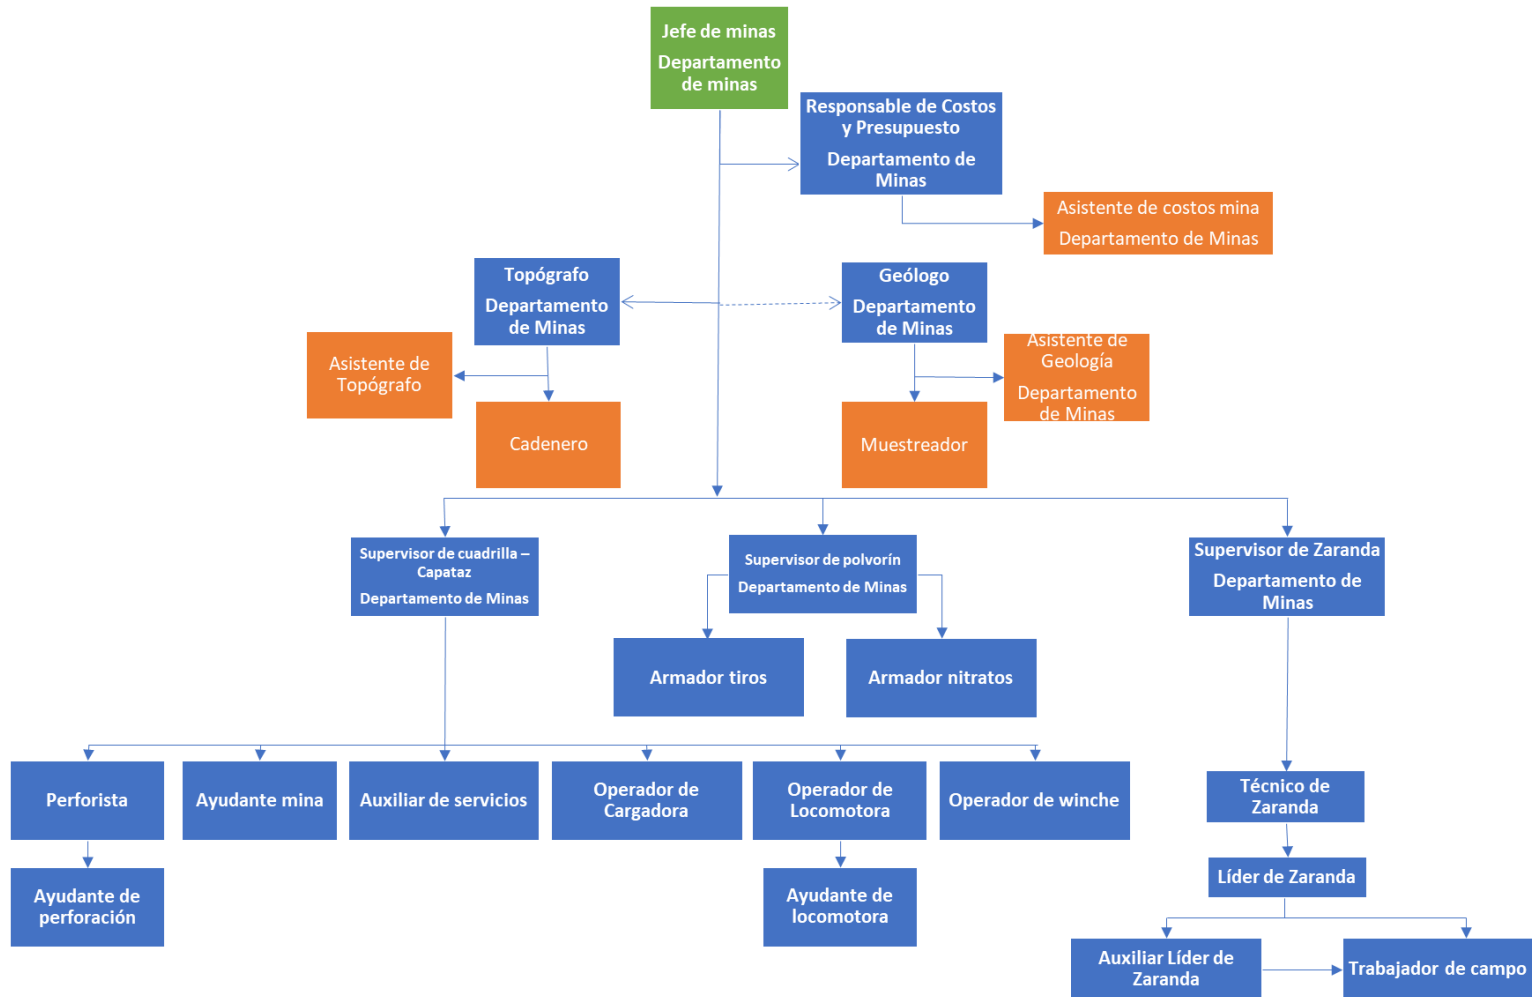 Jefe de minas
Departamento
de minas
Responsable de Costos
y Presupuesto
Departamento de
Minas
Asistente de costos mina
Departamento de Minas
Topógrafo
Departamento
de Minas
Geólogo
Departamento
de Minas
Asistente de
Topógrafo
Asistente de
Geología
Departamento
de Minas
Cadenero
Muestreador
Supervisor de cuadrilla –
Capataz
Departamento de Minas
Supervisor de polvorín
Departamento de Minas
Supervisor de Zaranda
Departamento de
Minas
Armador tiros
Armador nitratos
Perforista
Ayudante mina
Auxiliar de servicios
Operador de
Cargadora
Operador de
Locomotora
Operador de winche
Técnico de
Zaranda
Ayudante de
perforación
Ayudante de
locomotora
Líder de Zaranda
Auxiliar Líder de
Zaranda
Trabajador de campo